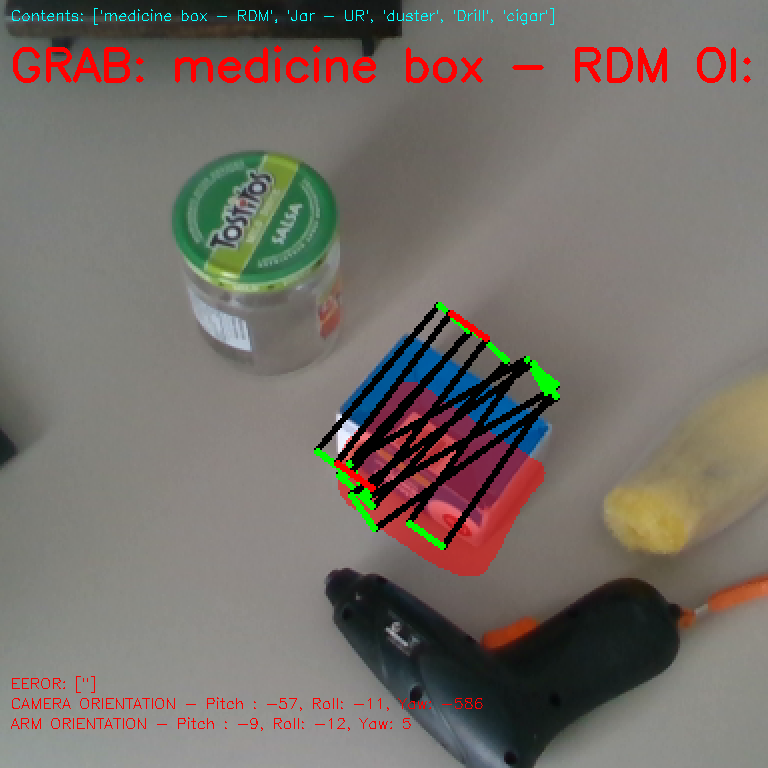 Contents: ['medicine box – RDM', 'Jar – UR', 'duster', 'Drill', 'cigar']
GRAB: medicine box – RDM OI:
TOSTITOS
SALSA
EEROR: ['']
CAMERA ORIENTATION – Pitch : –57, Roll: –11, Yaw: –586
ARM ORIENTATION – Pitch : –9, Roll: –12, Yaw: 5